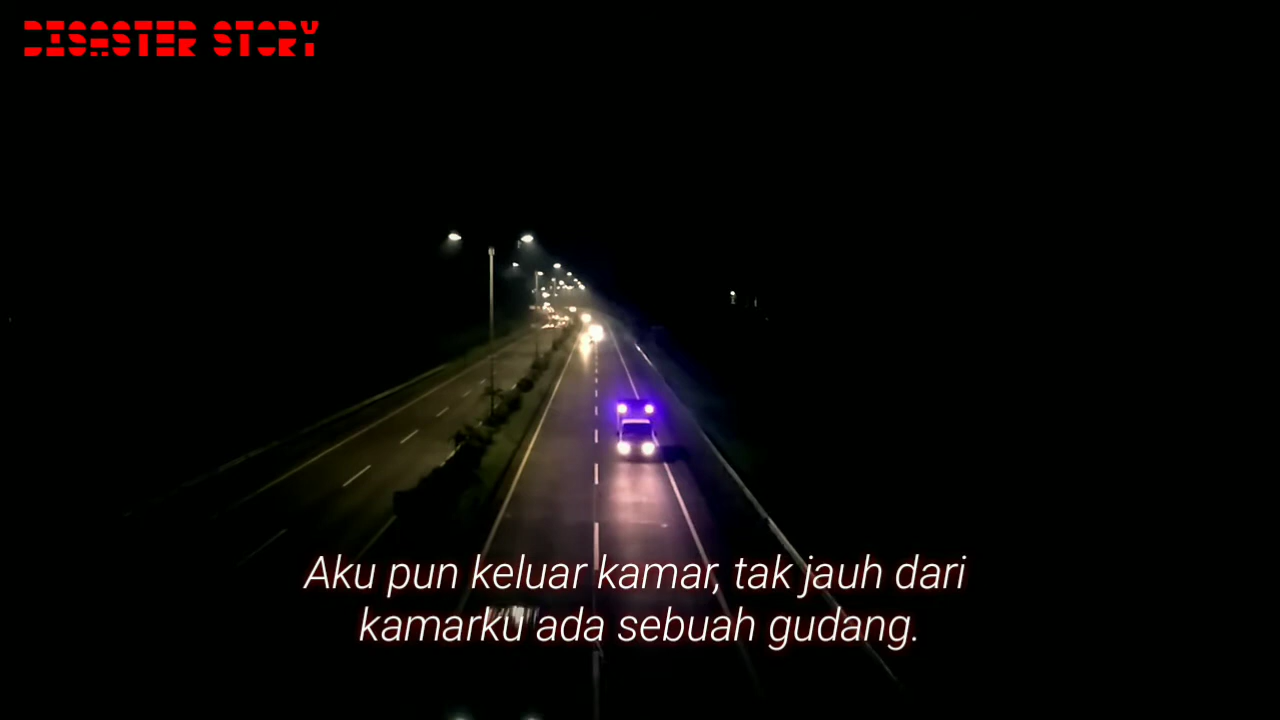 DISASTER STORY
Aku pun keluar kamar, tak jauh dari
kamarku ada sebuah gudang.